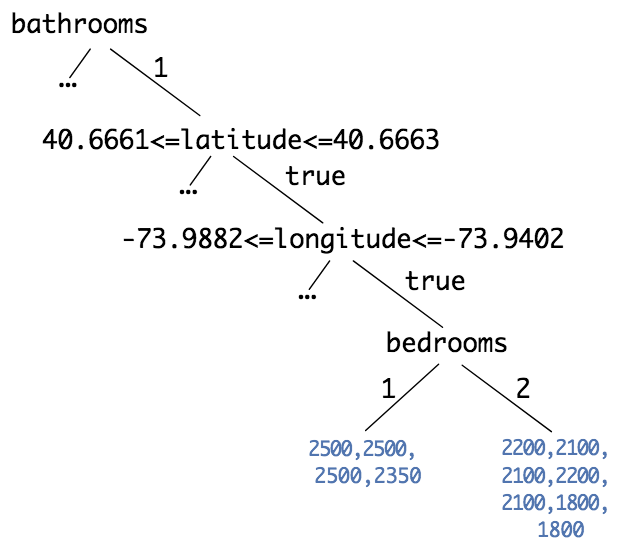 bathrooms
1
…
40.6661<=latitude<=40.6663
true
…
-73.9882<=longitude<=-73.9402
true
…
bedrooms
1
2
2500,2500,
2500,2350
2200,2100,
2100,2200,
2100,1800,
1800